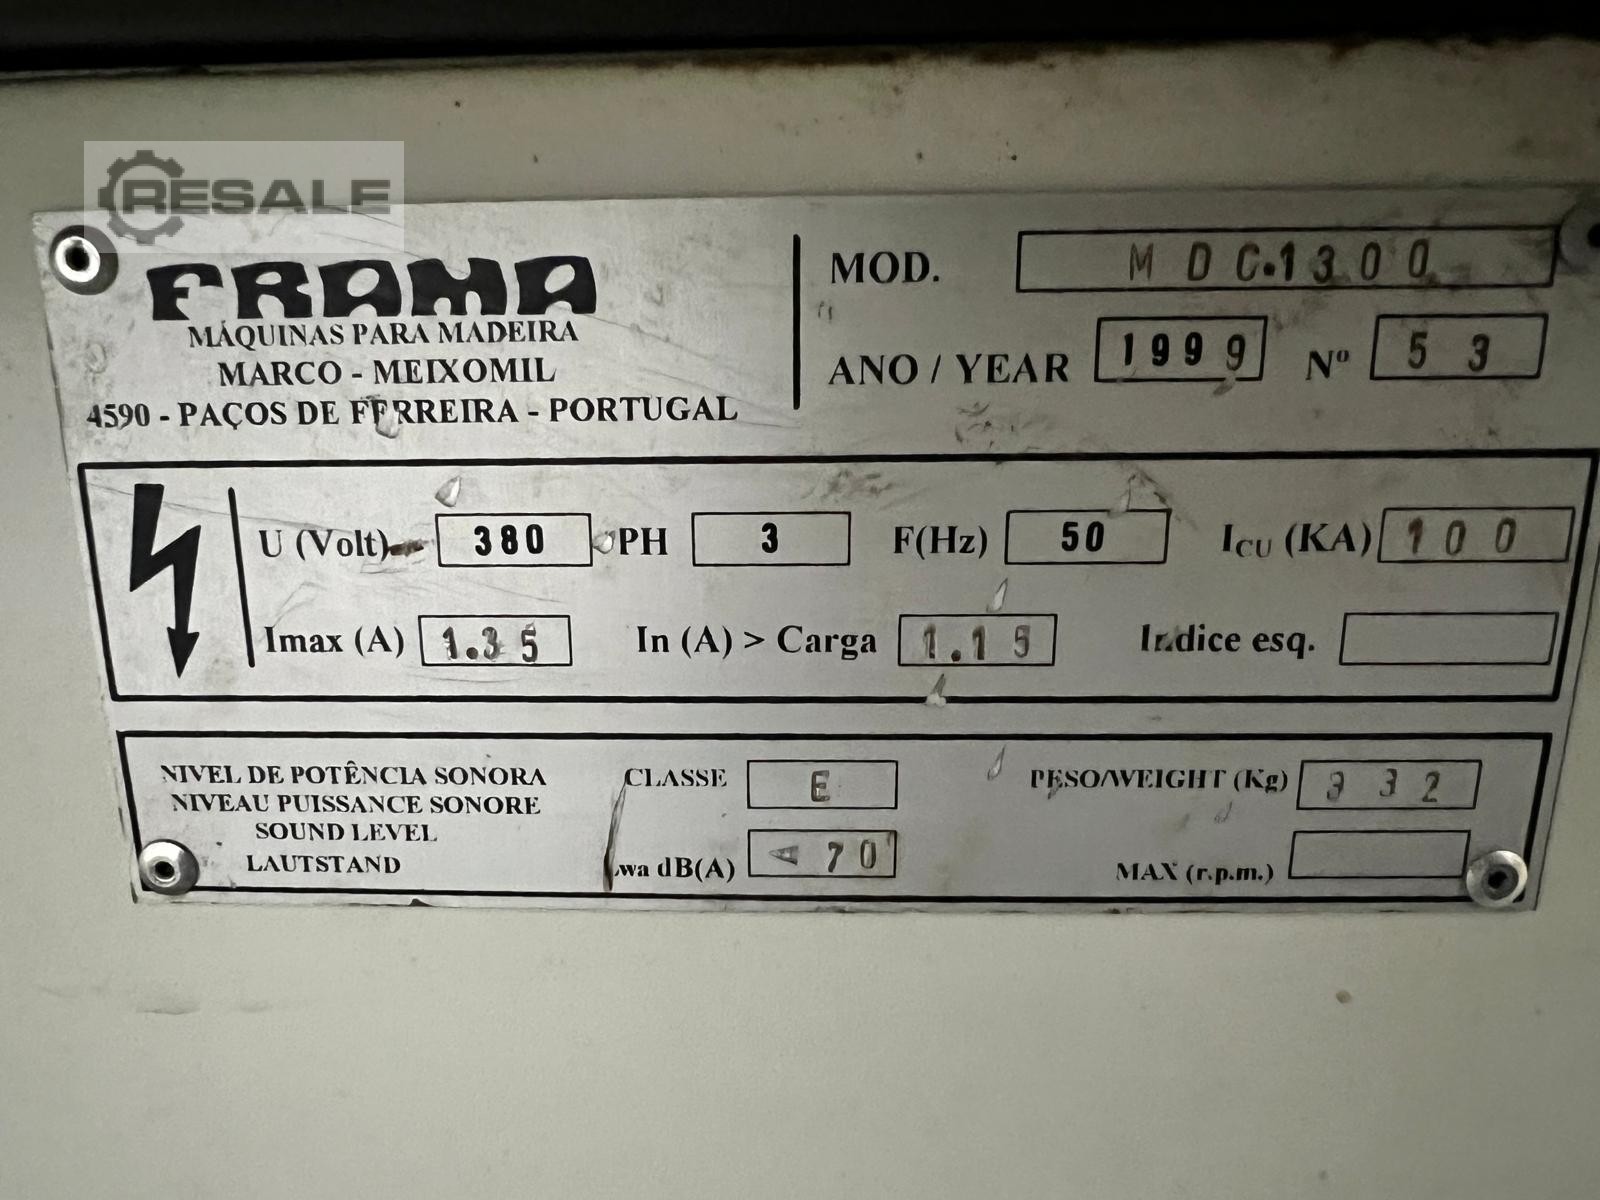 RESALE
FRAMA
MÁQUINAS PARA MADEIRA
MARCO - MEIXOMIL
4590 - PAÇOS DE FERREIRA - PORTUGAL
MOD. MDC.1300
ANO / YEAR 1999 Nº 53
U (Volt) 380 PH 3 F(Hz) 50 ICU (KA) 100
Imax (A) 1.35 In (A) > Carga 1.15 Indice esq.
NIVEL DE POTÊNCIA SONORA
NIVEAU PUISSANCE SONORE
SOUND LEVEL
LAUTSTAND
CLASSE E PESO/WEIGHT (Kg) 332
Lwa dB(A) < 70 MAX (r.p.m.)